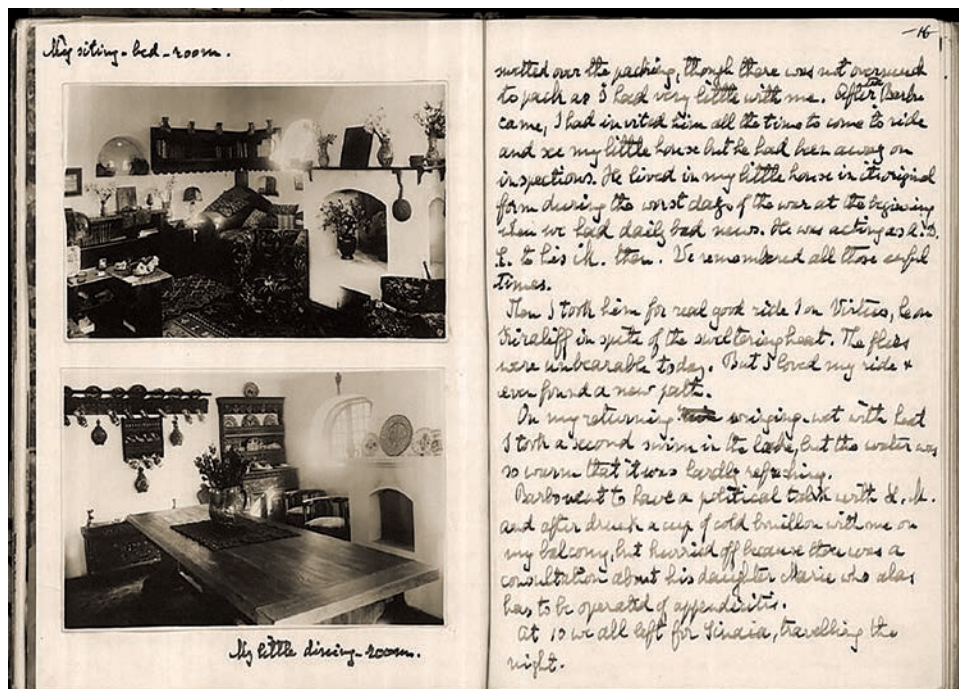 My siting-bed-room.
My little dining-room.
-16
over the packing, though there was not overmuch
to pack as I had very little with me. After Barbu
came, I had invited him all the time to come to ride
and see my little house but he had been away on
inspections. He lived in my little house in its original
form during the worst days of the war at the beginning
when we had daily bad news. He was acting as A.D.
C. to his M. then. We remembered all those awful
times.
Then I took him for real good ride I on Virtus, he on
in spite of the sweltering heat. The flies
were unbearable today. But I loved my ride &
even found a new path.
On my returning wringing-wet with heat
I took a second swim in the lake, but the water was
so warm that it was hardly refreshing.
Barbu went to have a political talk with H. M.
and after drunk a cup of cold bouillon with me on
my balcony, but hurried off because there was a
consultation about his daughter Marie who alas
has to be operated of appendicitis.
At 10 we all left for Sinaia, travelling the
night.